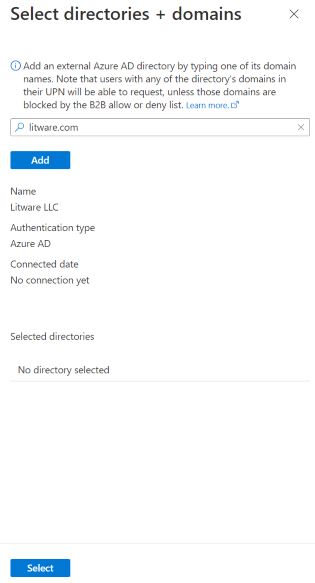 Select directories + domains
Add an external Azure AD directory by typing one of its domain
names. Note that users with any of the directory's domains in
their UPN will be able to request, unless those domains are
blocked by the B2B allow or deny list. Learn more.
litware.com
Add
Name
Litware LLC
Authentication type
Azure AD
Connected date
No connection yet
Selected directories
No directory selected
Select